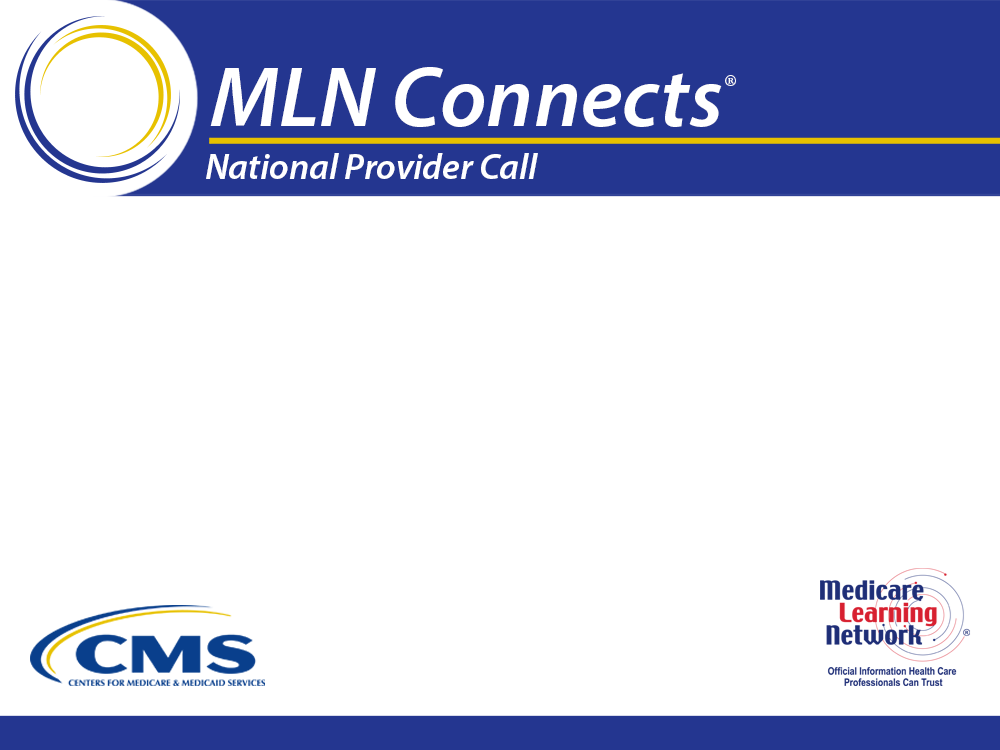 MLN Connects®
National Provider Call
CMS
CENTERS FOR MEDICARE & MEDICAID SERVICES
Medicare
Learning
Network®
Official Information Health Care
Professionals Can Trust